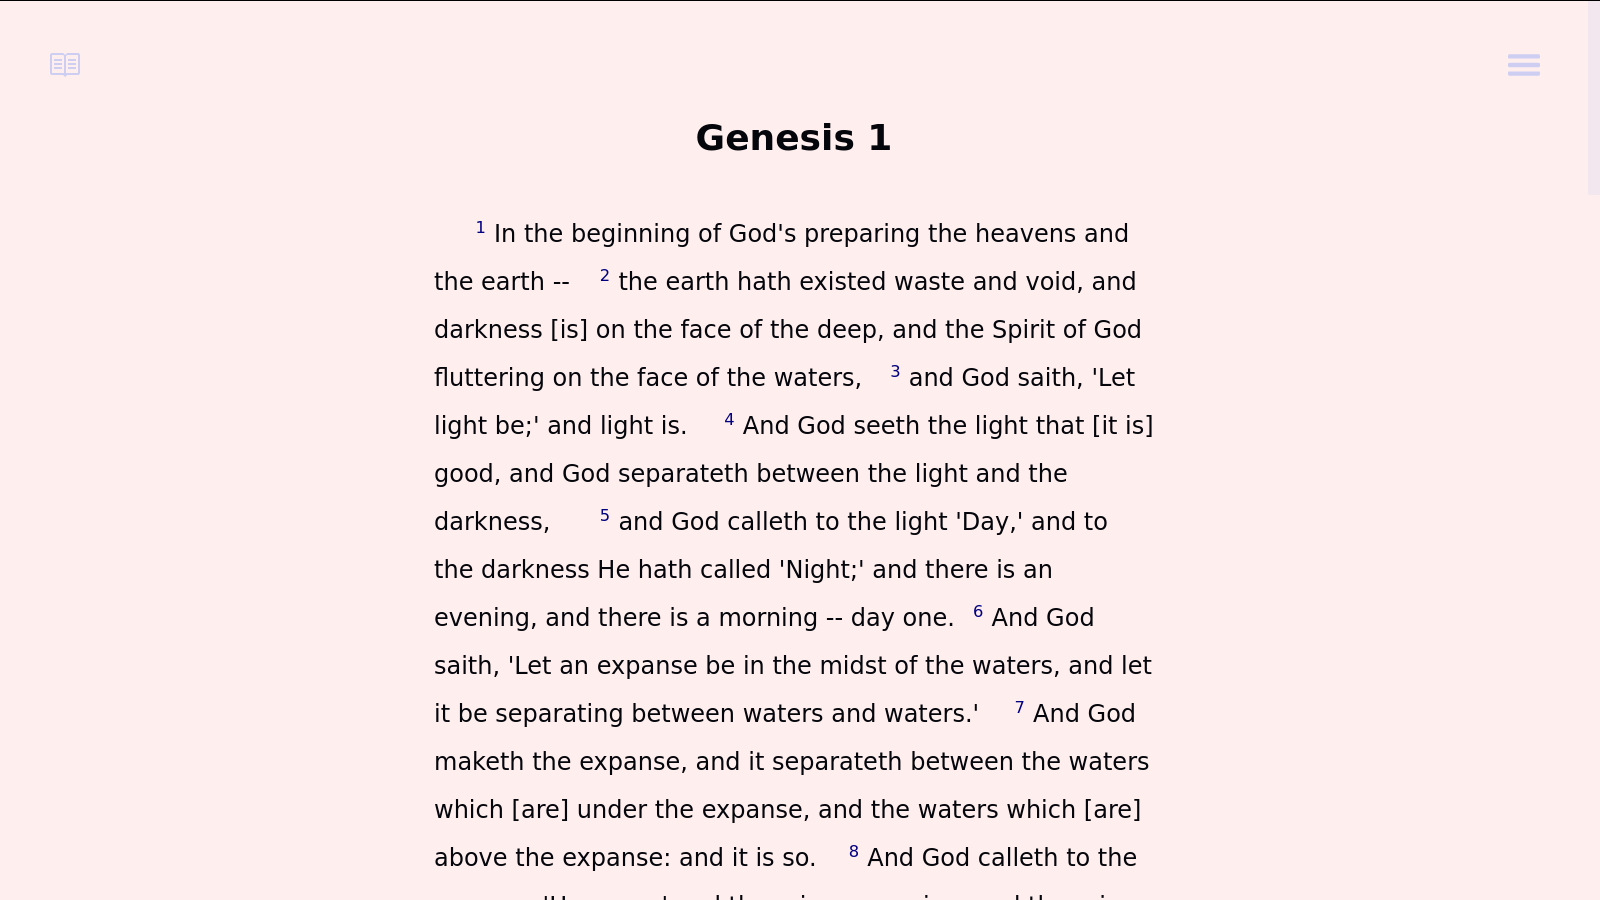 Genesis 1
1 In the beginning of God's preparing the heavens and
the earth -- 2 the earth hath existed waste and void, and
darkness [is] on the face of the deep, and the Spirit of God
fluttering on the face of the waters, 3 and God saith, 'Let
light be;' and light is. 4 And God seeth the light that [it is]
good, and God separateth between the light and the
darkness, 5 and God calleth to the light 'Day,' and to
the darkness He hath called 'Night;' and there is an
evening, and there is a morning -- day one. 6 And God
saith, 'Let an expanse be in the midst of the waters, and let
it be separating between waters and waters.' 7 And God
maketh the expanse, and it separateth between the waters
which [are] under the expanse, and the waters which [are]
above the expanse: and it is so. 8 And God calleth to the